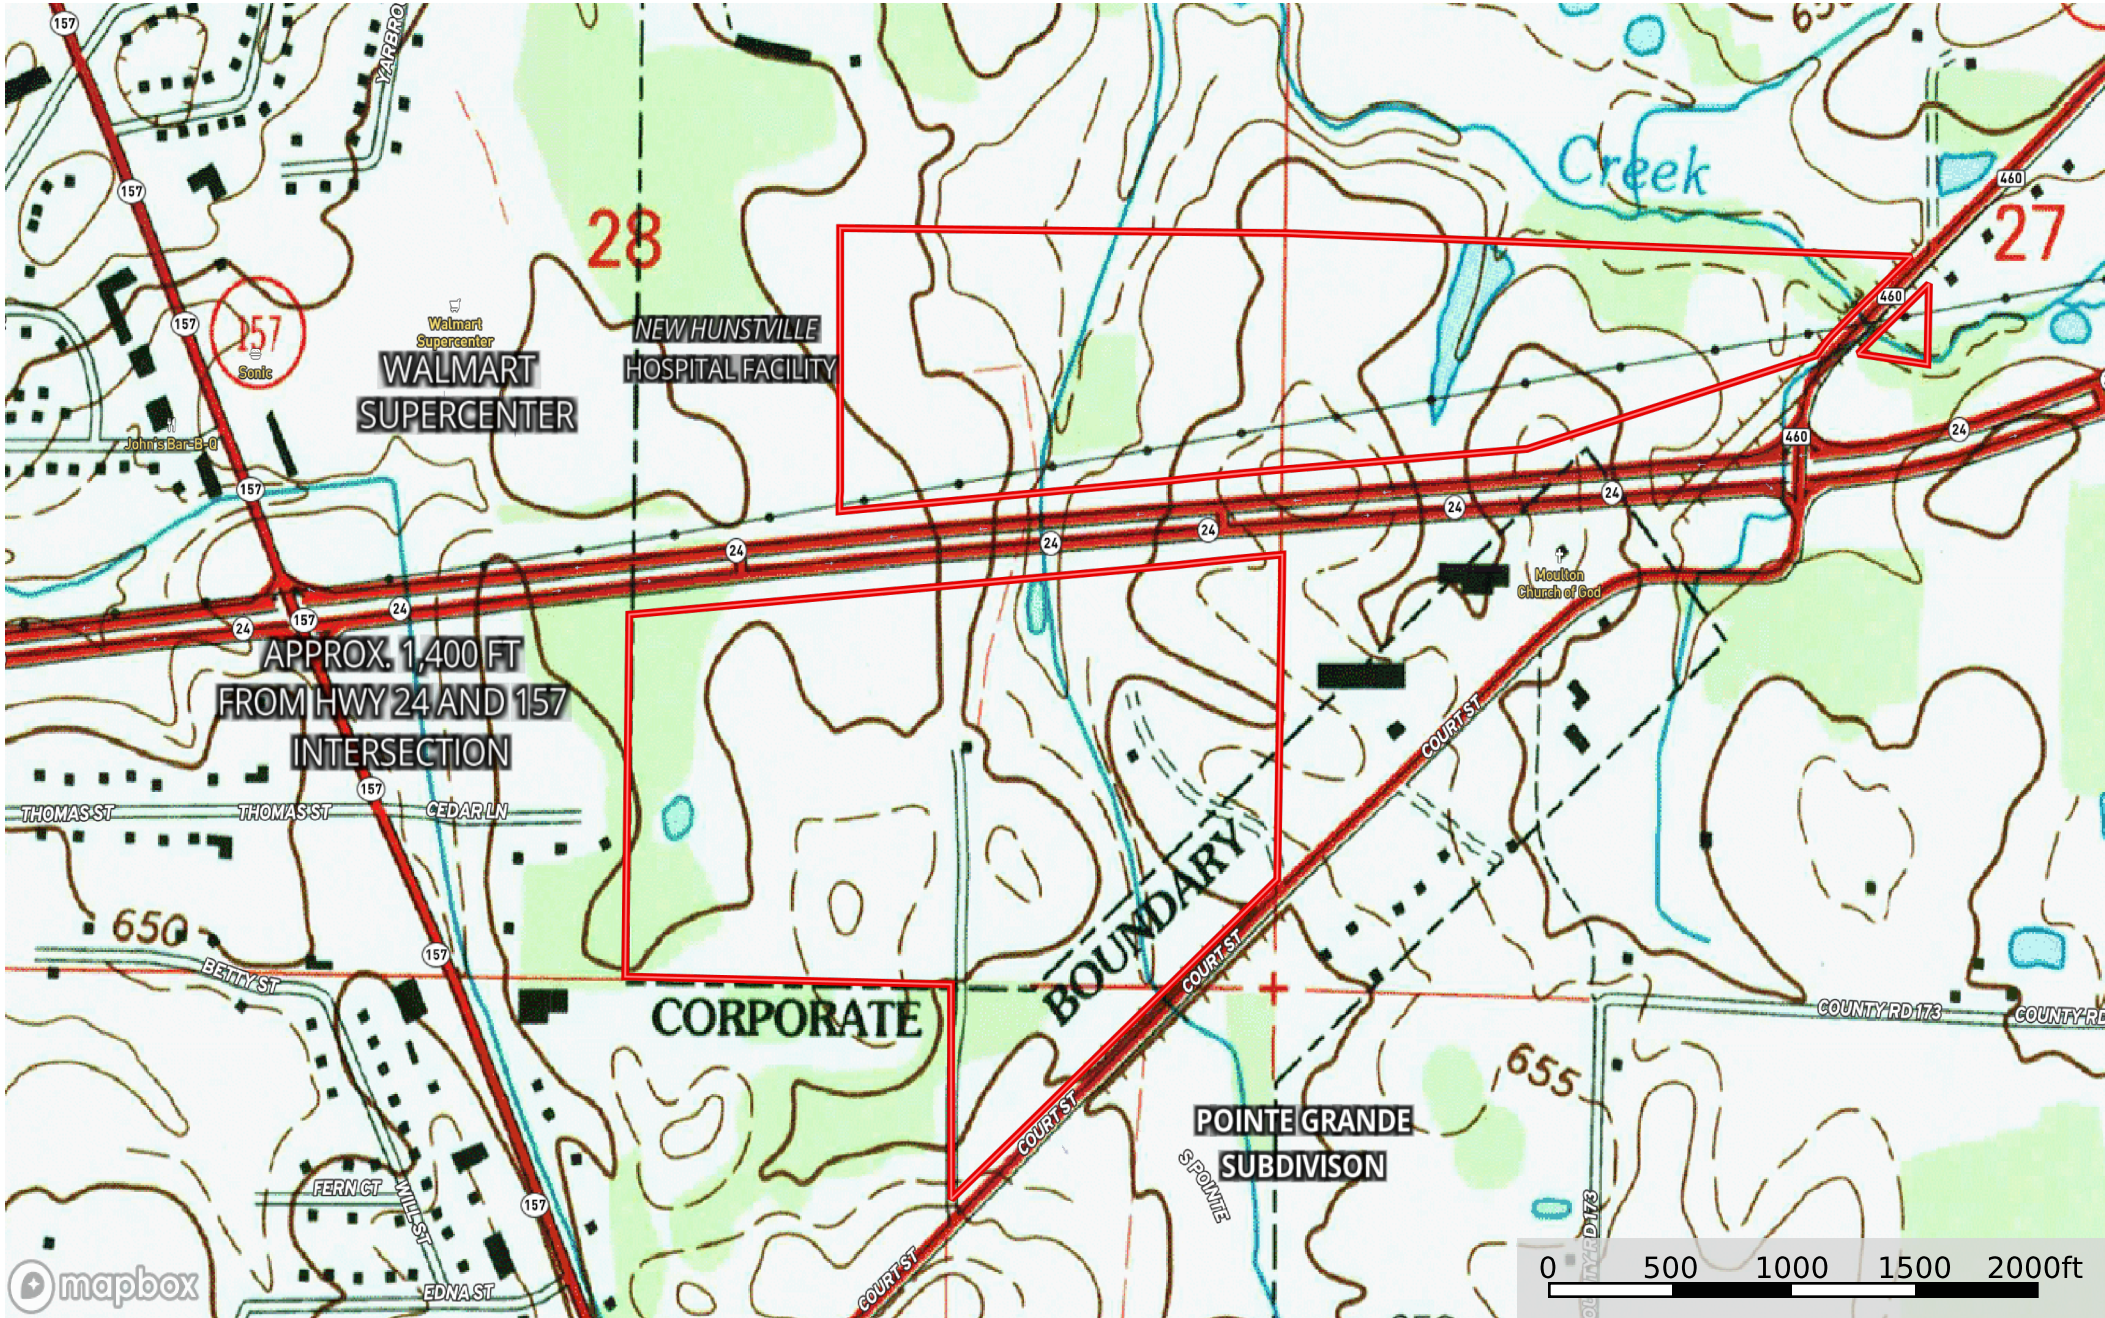 157
YARBRO
65
Creek
157
460
28
27
460
157
157
Walmart
Supercenter
Sonic
WALMART
SUPERCENTER
NEW HUNSTVILLE
HOSPITAL FACILITY
John's Bar-B-Q
157
460
24
24
24
24
24
24
24
24
157
APPROX. 1,400 FT
FROM HWY 24 AND 157
INTERSECTION
Moulton
Church of God
COURT ST
157
THOMAS ST
THOMAS ST
CEDAR LN
BOUNDARY
650
157
BETTY ST
COURT ST
CORPORATE
COUNTY RD 173
COUNTY RD
655
COURT ST
POINTE GRANDE
SUBDIVISON
S POINTE
FERN CT
WILL ST
157
COUNTY RD 173
COURT ST
EDNA ST
mapbox
0 500 1000 1500 2000ft